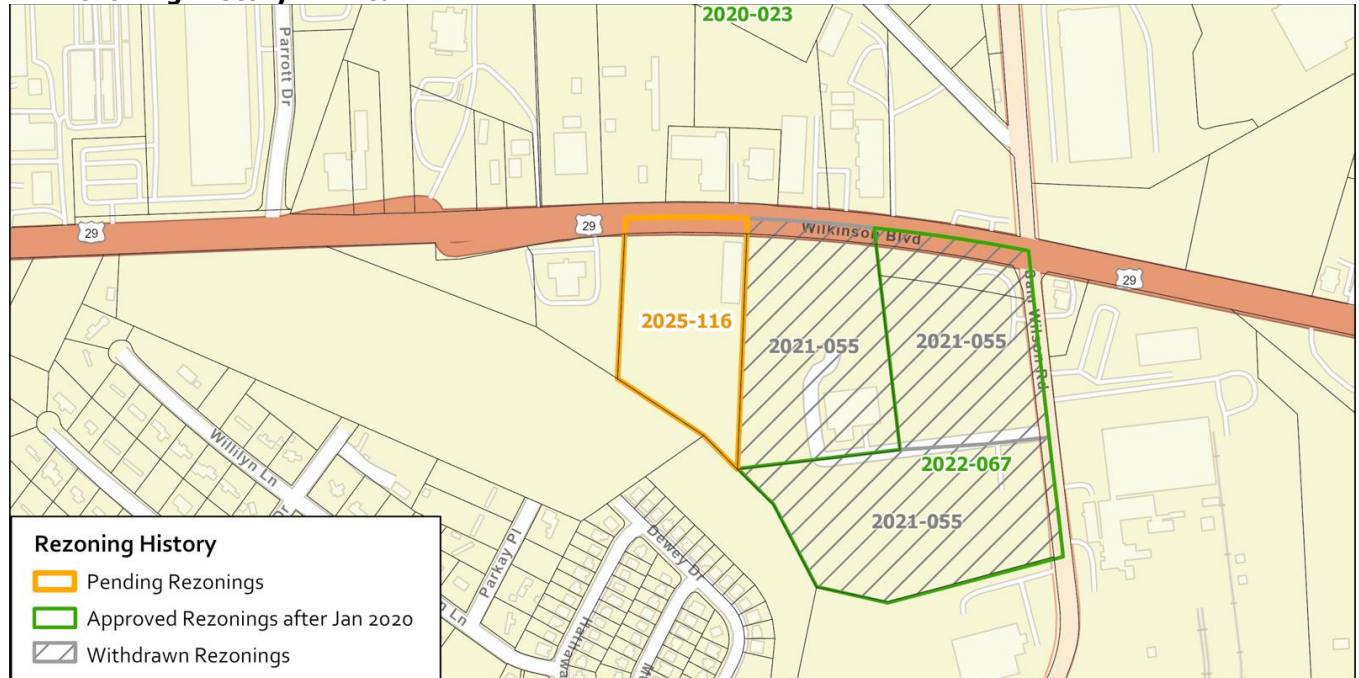 2020-023
Parrott Dr
29
29
Wilkinson Blvd
29
2025-116
2021-055
2021-055
Sam Wilson Rd
2022-067
2021-055
Wililyn Ln
Parkay Pl
Dewey Dr
Rezoning History
Pending Rezonings
Approved Rezonings after Jan 2020
Withdrawn Rezonings